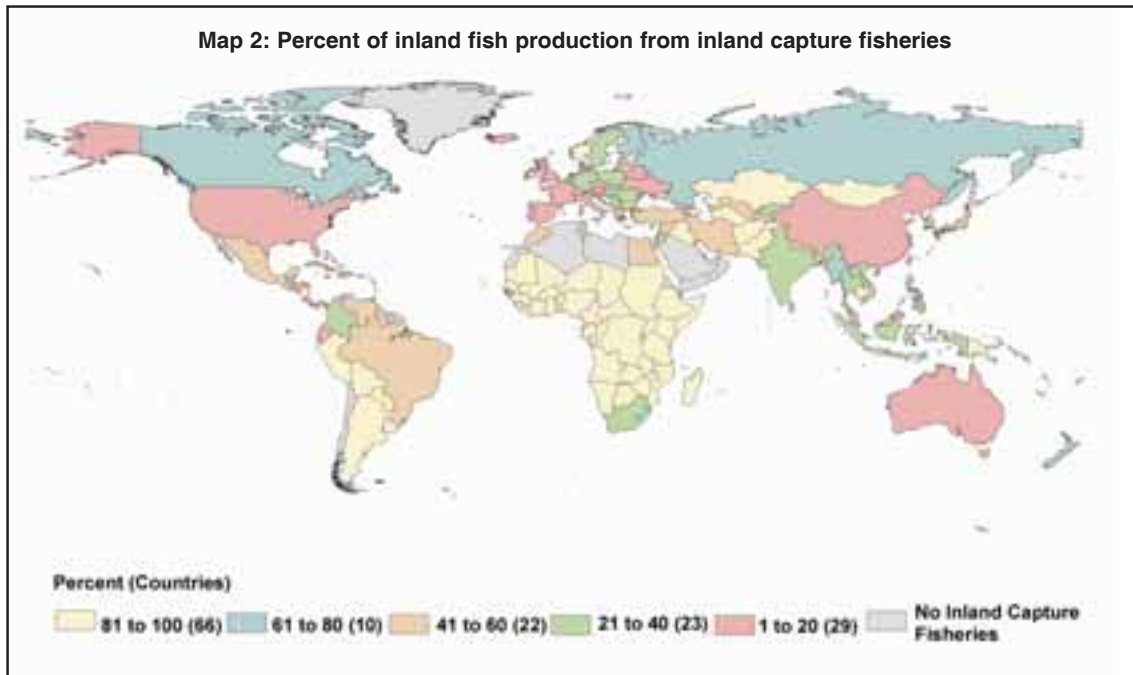 Map 2: Percent of inland fish production from inland capture fisheries
Percent (Countries)
81 to 100 (66) 61 to 80 (10) 41 to 60 (22) 21 to 40 (23) 1 to 20 (29) No Inland Capture
Fisheries